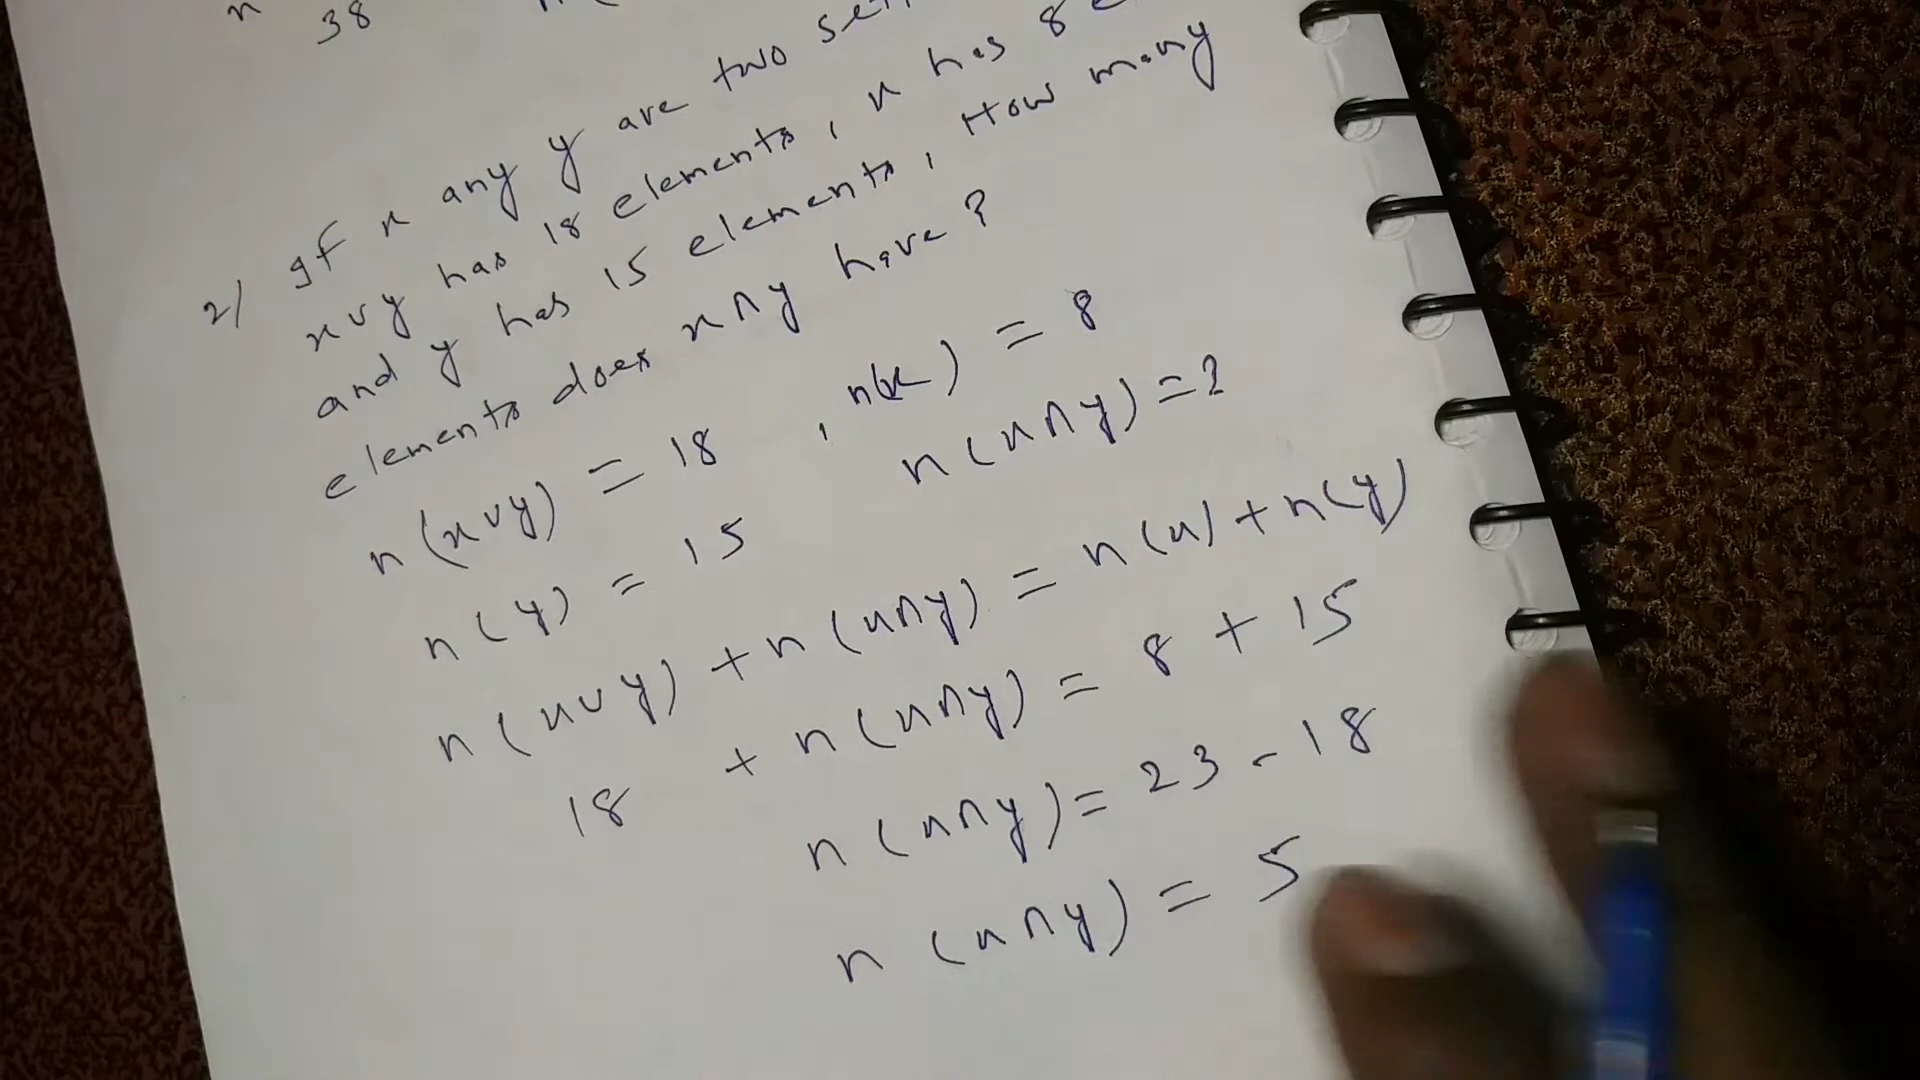 38
2) If x any y are two
x∪y has 18 elements, x has 8
and y has 15 elements, How many
elements does x∩y have?
n(x∪y) = 18 , n(x) = 8
n(y) = 15 n(x∩y) = ?
n(x∪y) + n(x∩y) = n(x) + n(y)
18 + n(x∩y) = 8 + 15
n(x∩y) = 23 - 18
n(x∩y) = 5